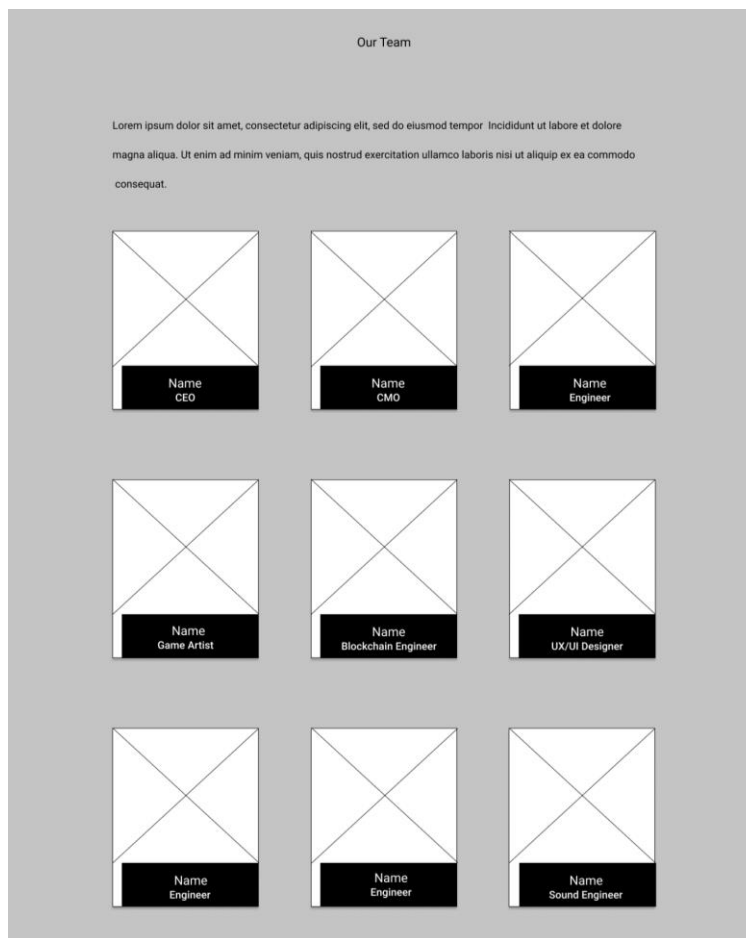 Our Team
Lorem ipsum dolor sit amet, consectetur adipiscing elit, sed do eiusmod tempor Incididunt ut labore et dolore
magna aliqua. Ut enim ad minim veniam, quis nostrud exercitation ullamco laboris nisi ut aliquip ex ea commodo
consequat.
Name
CEO
Name
CMO
Name
Engineer
Name
Game Artist
Name
Blockchain Engineer
Name
UX/UI Designer
Name
Engineer
Name
Engineer
Name
Sound Engineer